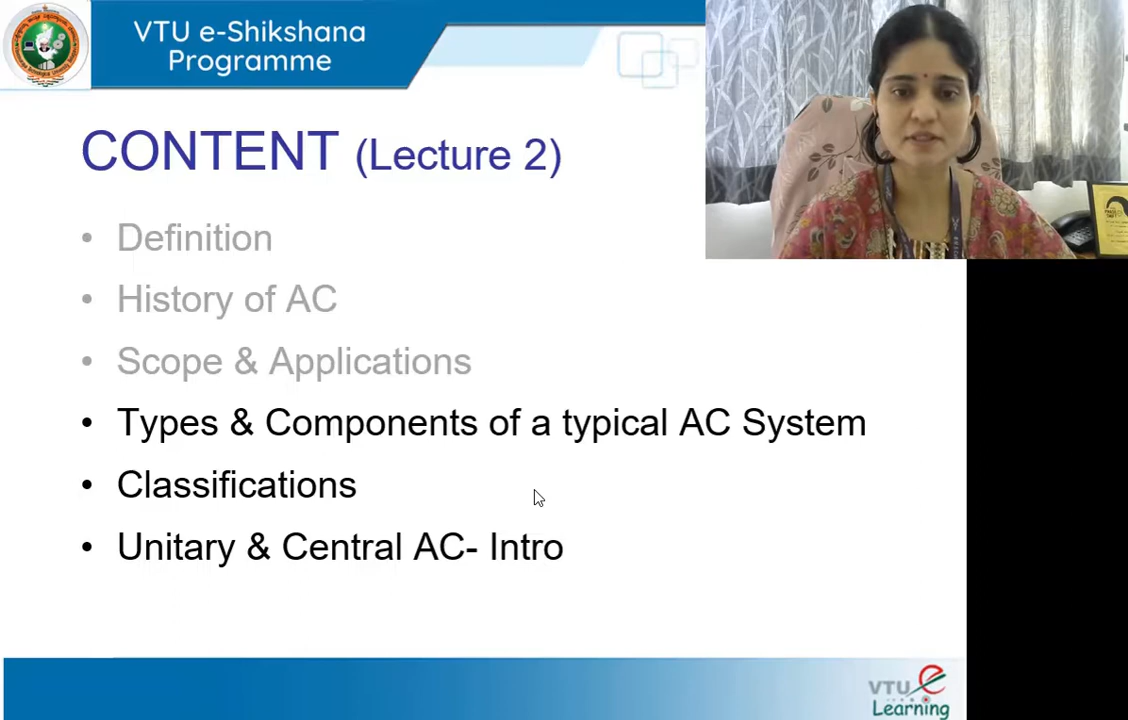 VTU e-Shikshana
Programme
CONTENT (Lecture 2)
• Definition
• History of AC
• Scope & Applications
• Types & Components of a typical AC System
• Classifications
• Unitary & Central AC- Intro
VTU e
Learning